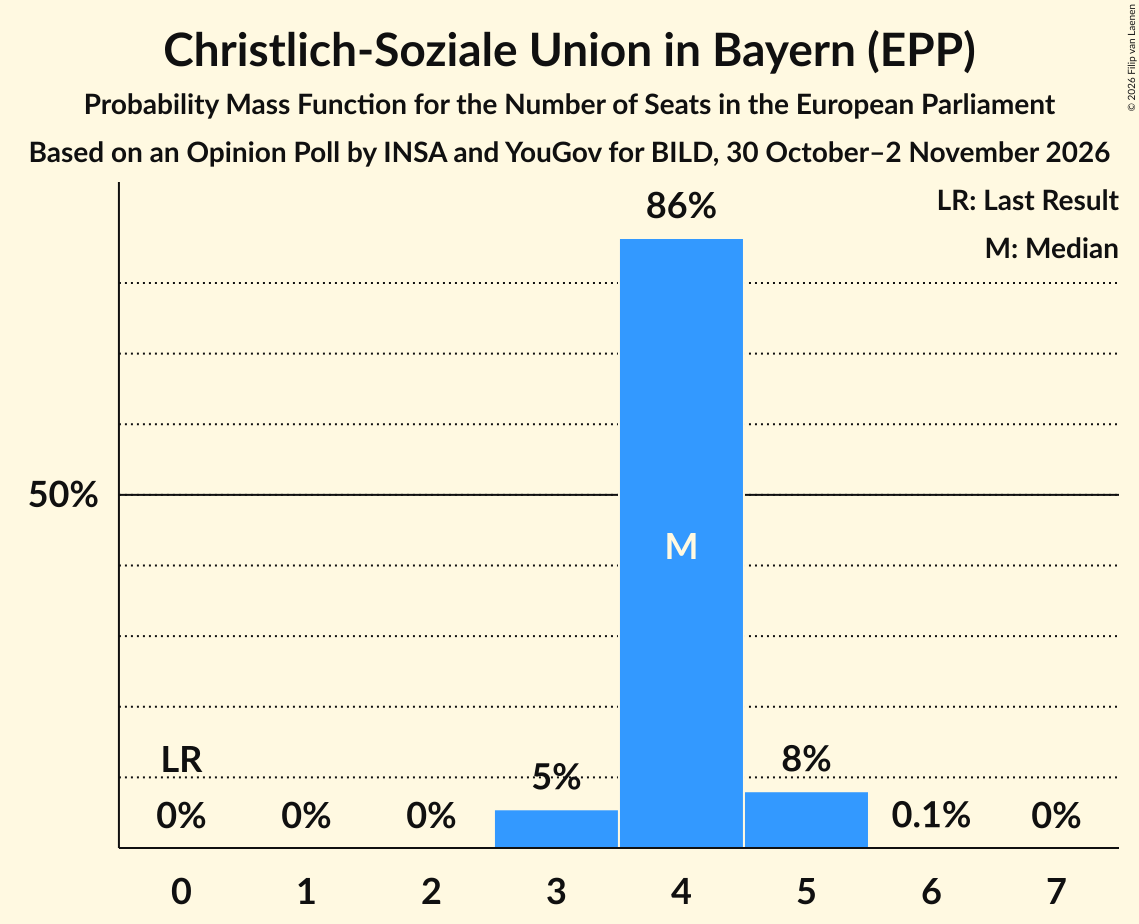 Christlich-Soziale Union in Bayern (EPP)
Probability Mass Function for the Number of Seats in the European Parliament
Based on an Opinion Poll by INSA and YouGov for BILD, 30 October–2 November 2026
© 2026 Filip van Laenen
LR: Last Result
M: Median
86%
50%
M
LR
5%
8%
0%
0%
0%
0.1%
0%
0
1
2
3
4
5
6
7